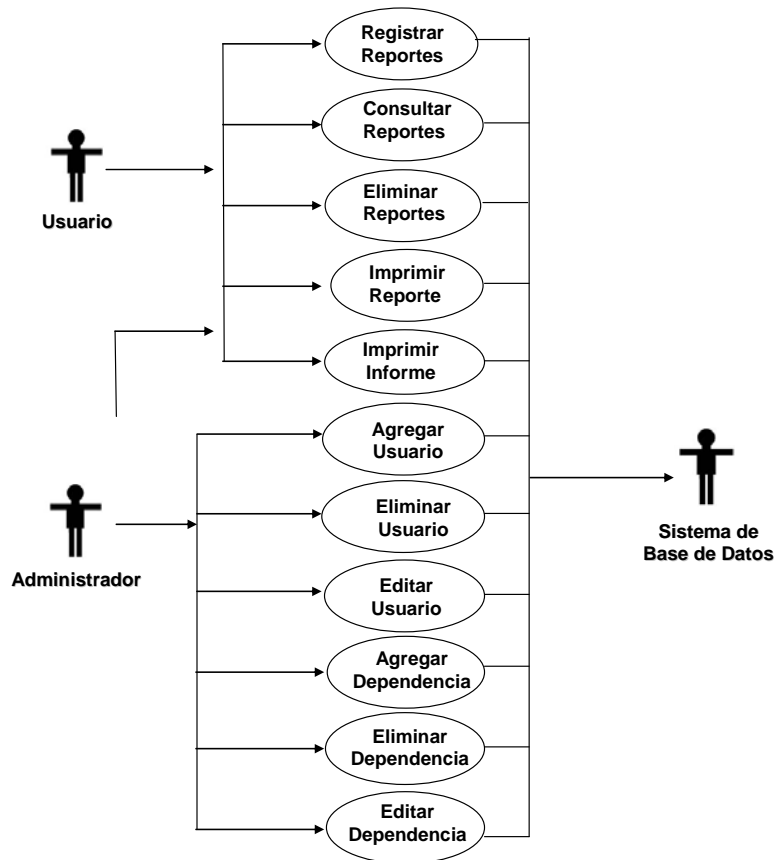 Registrar
Reportes
Consultar
Reportes
Usuario
Eliminar
Reportes
Imprimir
Reporte
Imprimir
Informe
Agregar
Usuario
Administrador
Eliminar
Usuario
Sistema de
Base de Datos
Editar
Usuario
Agregar
Dependencia
Eliminar
Dependencia
Editar
Dependencia